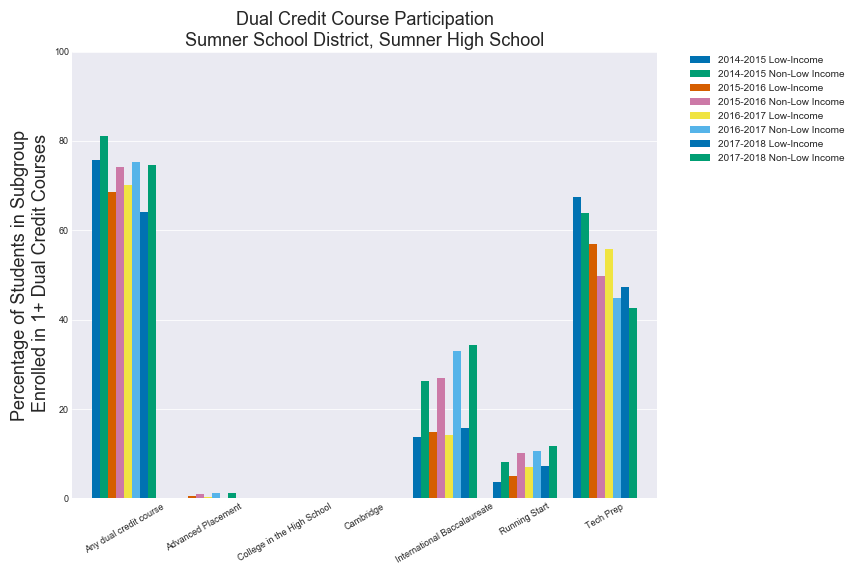 Dual Credit Course Participation
Sumner School District, Sumner High School
Percentage of Students in Subgroup
Enrolled in 1+ Dual Credit Courses
100
80
60
40
20
0
Any dual credit course
Advanced Placement
College in the High School
Cambridge
International Baccalaureate
Running Start
Tech Prep
2014-2015 Low-Income
2014-2015 Non-Low Income
2015-2016 Low-Income
2015-2016 Non-Low Income
2016-2017 Low-Income
2016-2017 Non-Low Income
2017-2018 Low-Income
2017-2018 Non-Low Income